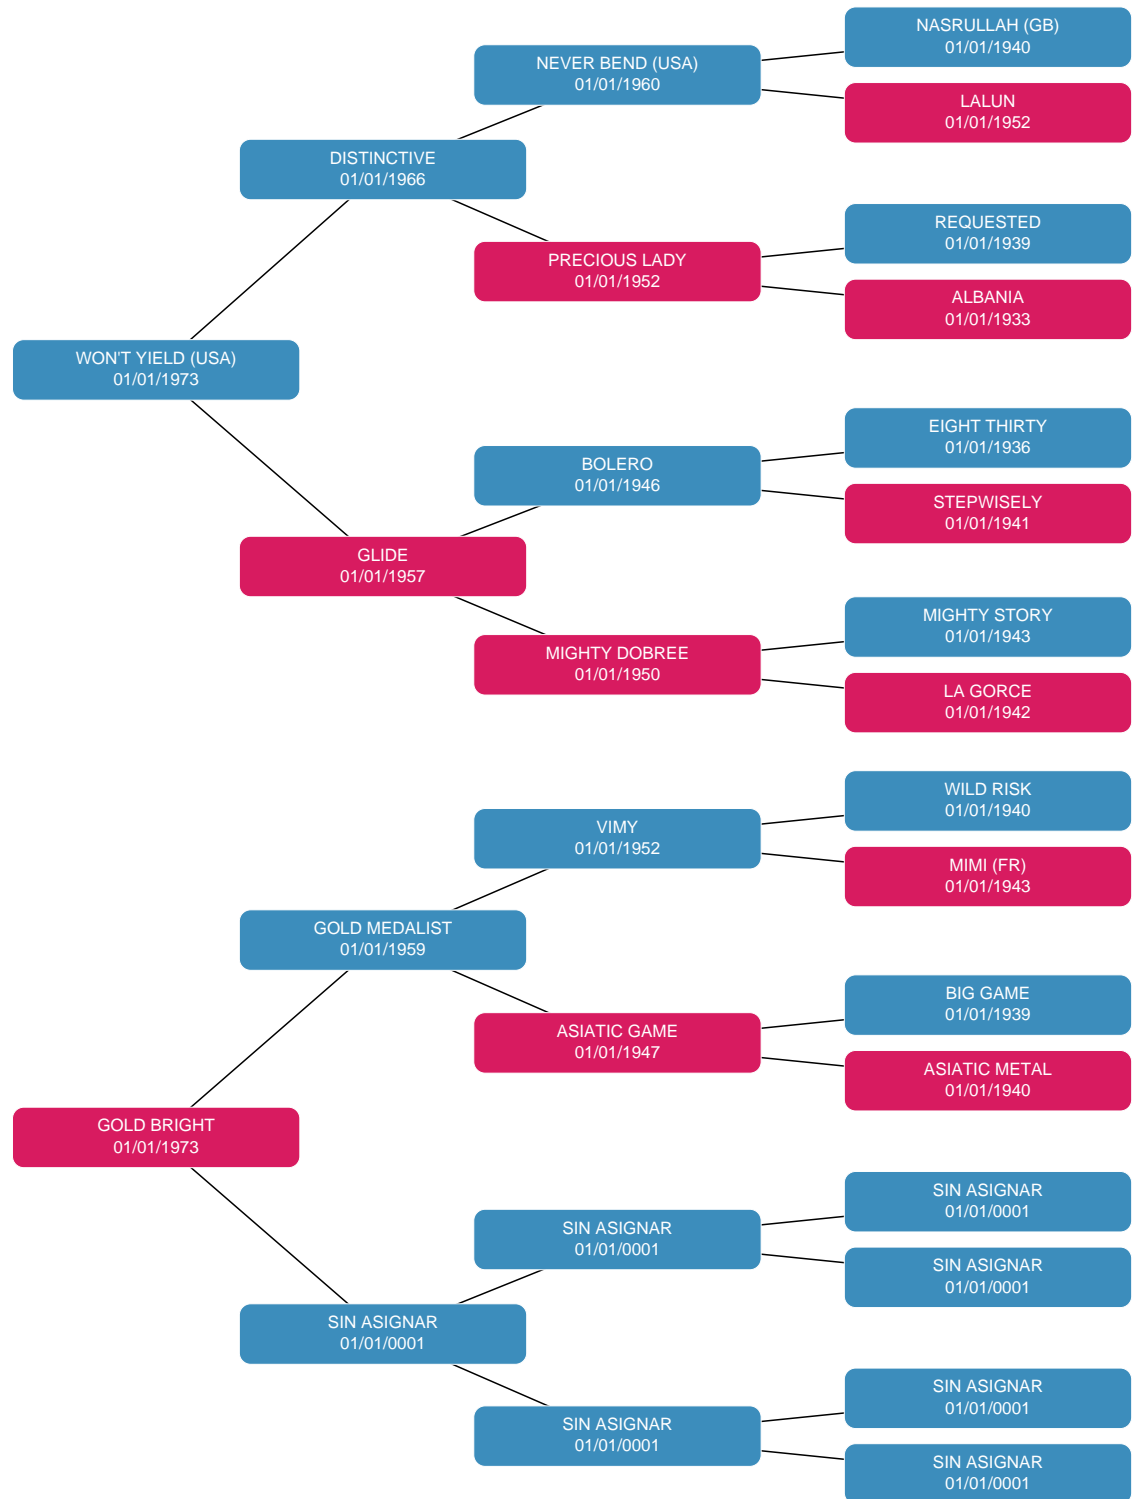 NASRULLAH (GB)
01/01/1940
NEVER BEND (USA)
01/01/1960
LALUN
01/01/1952
DISTINCTIVE
01/01/1966
REQUESTED
01/01/1939
PRECIOUS LADY
01/01/1952
ALBANIA
01/01/1933
WON'T YIELD (USA)
01/01/1973
EIGHT THIRTY
01/01/1936
BOLERO
01/01/1946
STEPWISELY
01/01/1941
GLIDE
01/01/1957
MIGHTY STORY
01/01/1943
MIGHTY DOBREE
01/01/1950
LA GORCE
01/01/1942
WILD RISK
01/01/1940
VIMY
01/01/1952
MIMI (FR)
01/01/1943
GOLD MEDALIST
01/01/1959
BIG GAME
01/01/1939
ASIATIC GAME
01/01/1947
ASIATIC METAL
01/01/1940
GOLD BRIGHT
01/01/1973
SIN ASIGNAR
01/01/0001
SIN ASIGNAR
01/01/0001
SIN ASIGNAR
01/01/0001
SIN ASIGNAR
01/01/0001
SIN ASIGNAR
01/01/0001
SIN ASIGNAR
01/01/0001
SIN ASIGNAR
01/01/0001